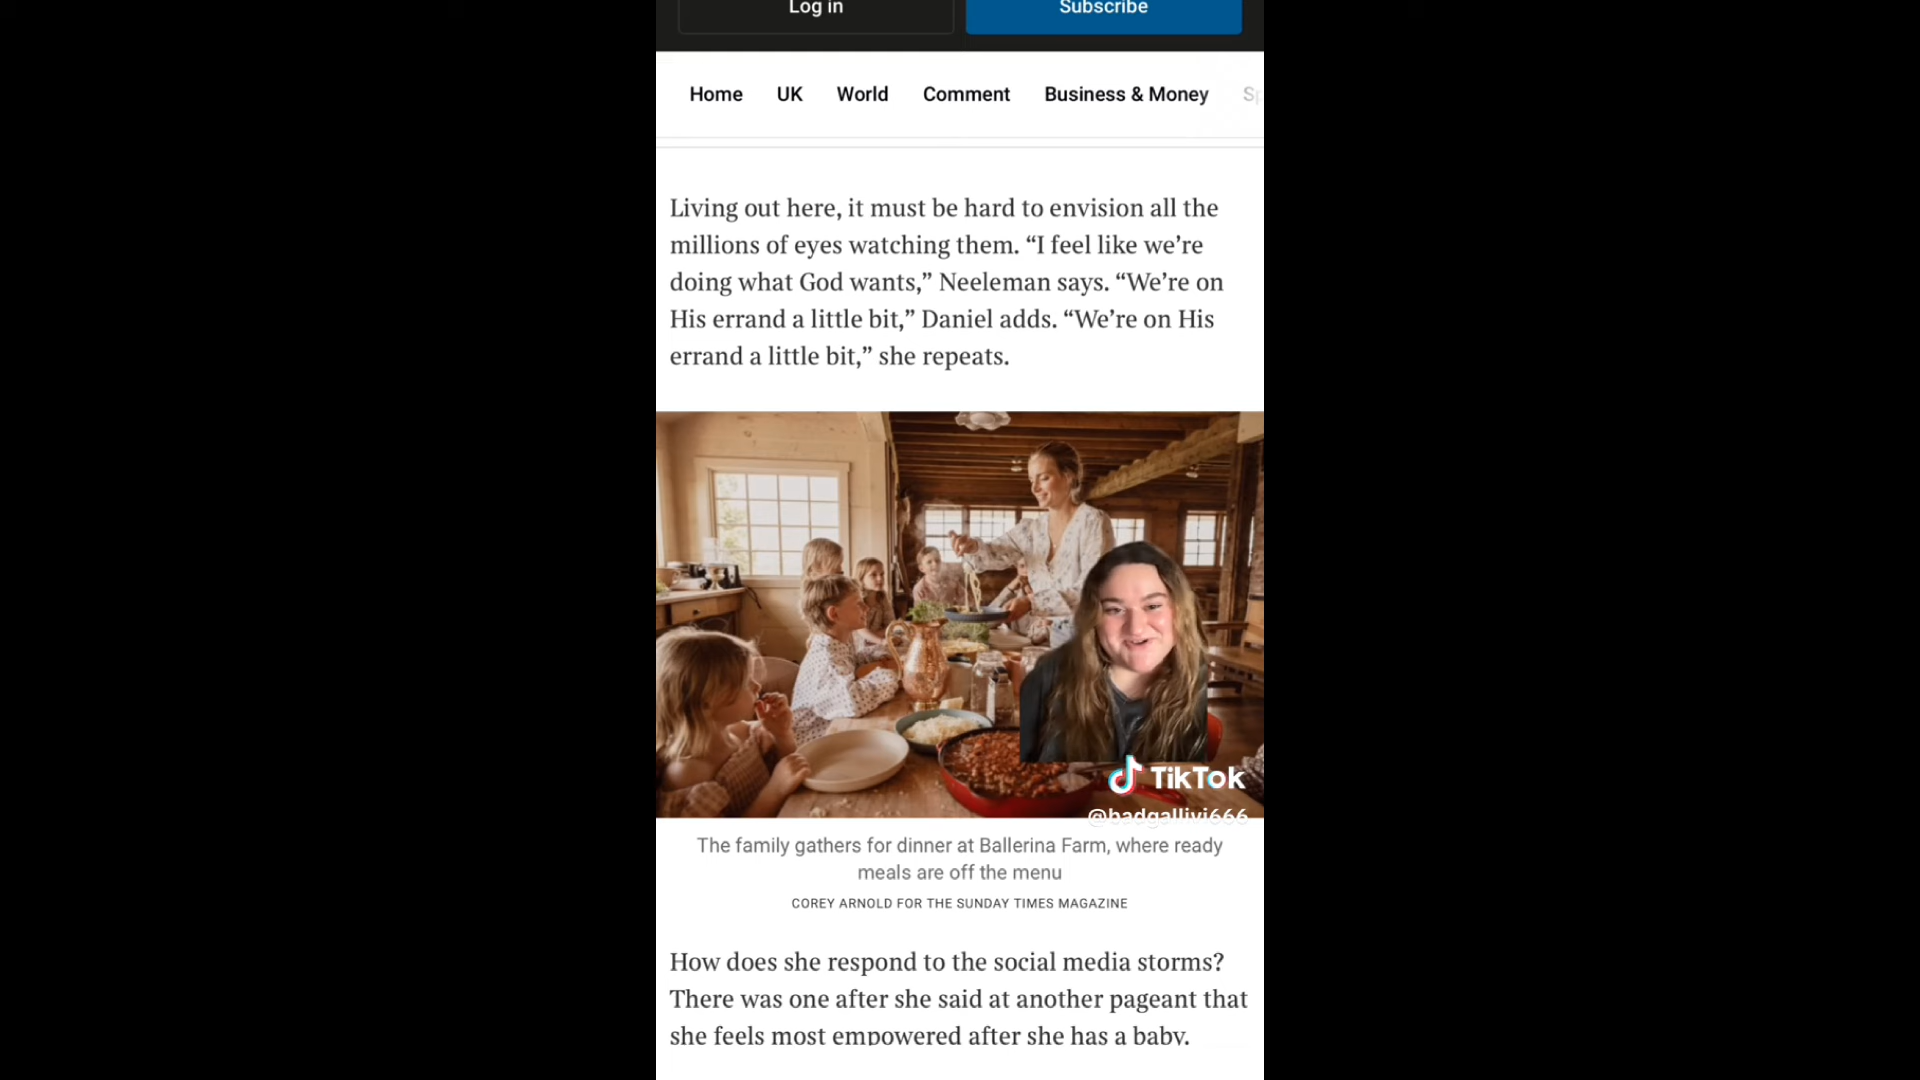 Log in
Subscribe
Home UK World Comment Business & Money Sp
Living out here, it must be hard to envision all the
millions of eyes watching them. “I feel like we’re
doing what God wants,” Neeleman says. “We’re on
His errand a little bit,” Daniel adds. “We’re on His
errand a little bit,” she repeats.
TikTok
@badgallivi666
The family gathers for dinner at Ballerina Farm, where ready
meals are off the menu
COREY ARNOLD FOR THE SUNDAY TIMES MAGAZINE
How does she respond to the social media storms?
There was one after she said at another pageant that
she feels most empowered after she has a baby.